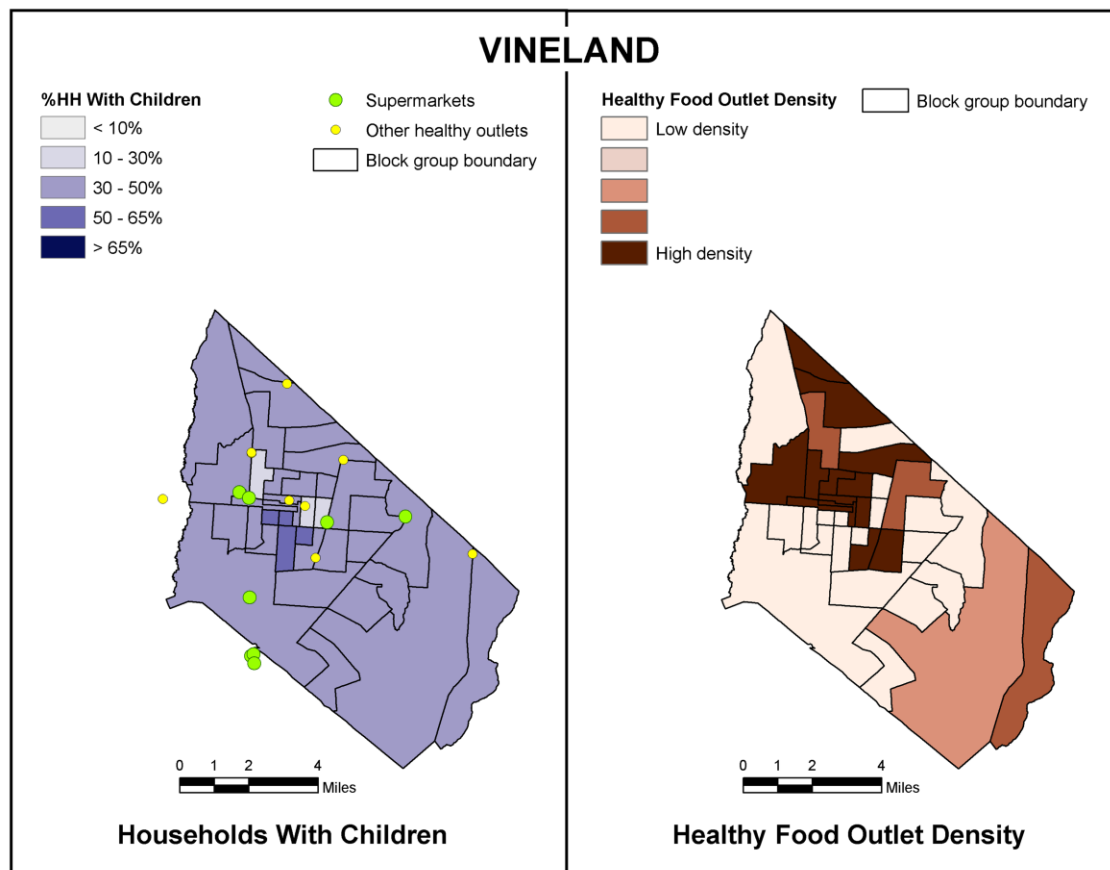 VINELAND
%HH With Children
< 10%
10 - 30%
30 - 50%
50 - 65%
> 65%
Supermarkets
Other healthy outlets
Block group boundary
0 1 2 4
Miles
Households With Children
Healthy Food Outlet Density
Low density
High density
Block group boundary
0 1 2 4
Miles
Healthy Food Outlet Density